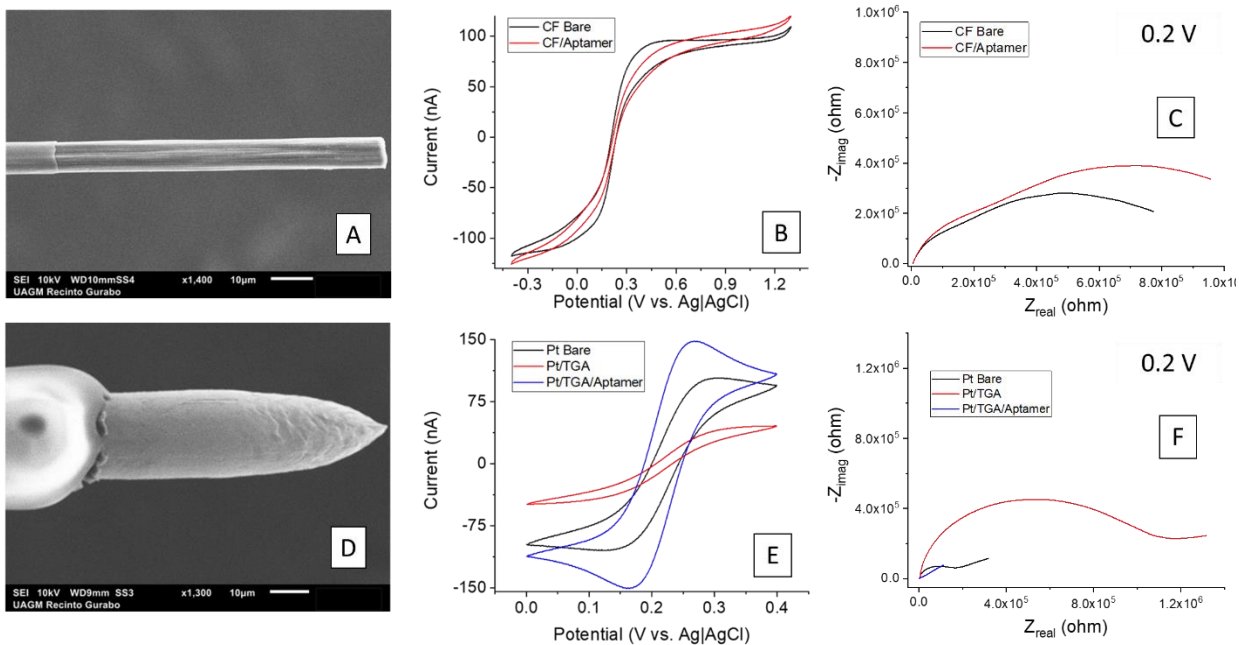 A
SEI 10kV WD10mmSS4 x1,400 10µm
UAGM Recinto Gurabo
CF Bare
CF/Aptamer
100
50
0
-50
-100
Current (nA)
-0.3 0.0 0.3 0.6 0.9 1.2
Potential (V vs. Ag|AgCl)
B
CF Bare
CF/Aptamer
0.2 V
C
1.0x10⁶
8.0x10⁵
6.0x10⁵
4.0x10⁵
2.0x10⁵
0.0
-Zimag (ohm)
0.0 2.0x10⁵ 4.0x10⁵ 6.0x10⁵ 8.0x10⁵ 1.0x10
Zreal (ohm)
D
SEI 10kV WD9mm SS3 x1,300 10µm
UAGM Recinto Gurabo
Pt Bare
Pt/TGA
Pt/TGA/Aptamer
150
75
0
-75
-150
Current (nA)
0.0 0.1 0.2 0.3 0.4
Potential (V vs. Ag|AgCl)
E
Pt Bare
Pt/TGA
Pt/TGA/Aptamer
0.2 V
F
1.2x10⁶
8.0x10⁵
4.0x10⁵
0.0
-Zimag (ohm)
0.0 4.0x10⁵ 8.0x10⁵ 1.2x10⁶
Zreal (ohm)